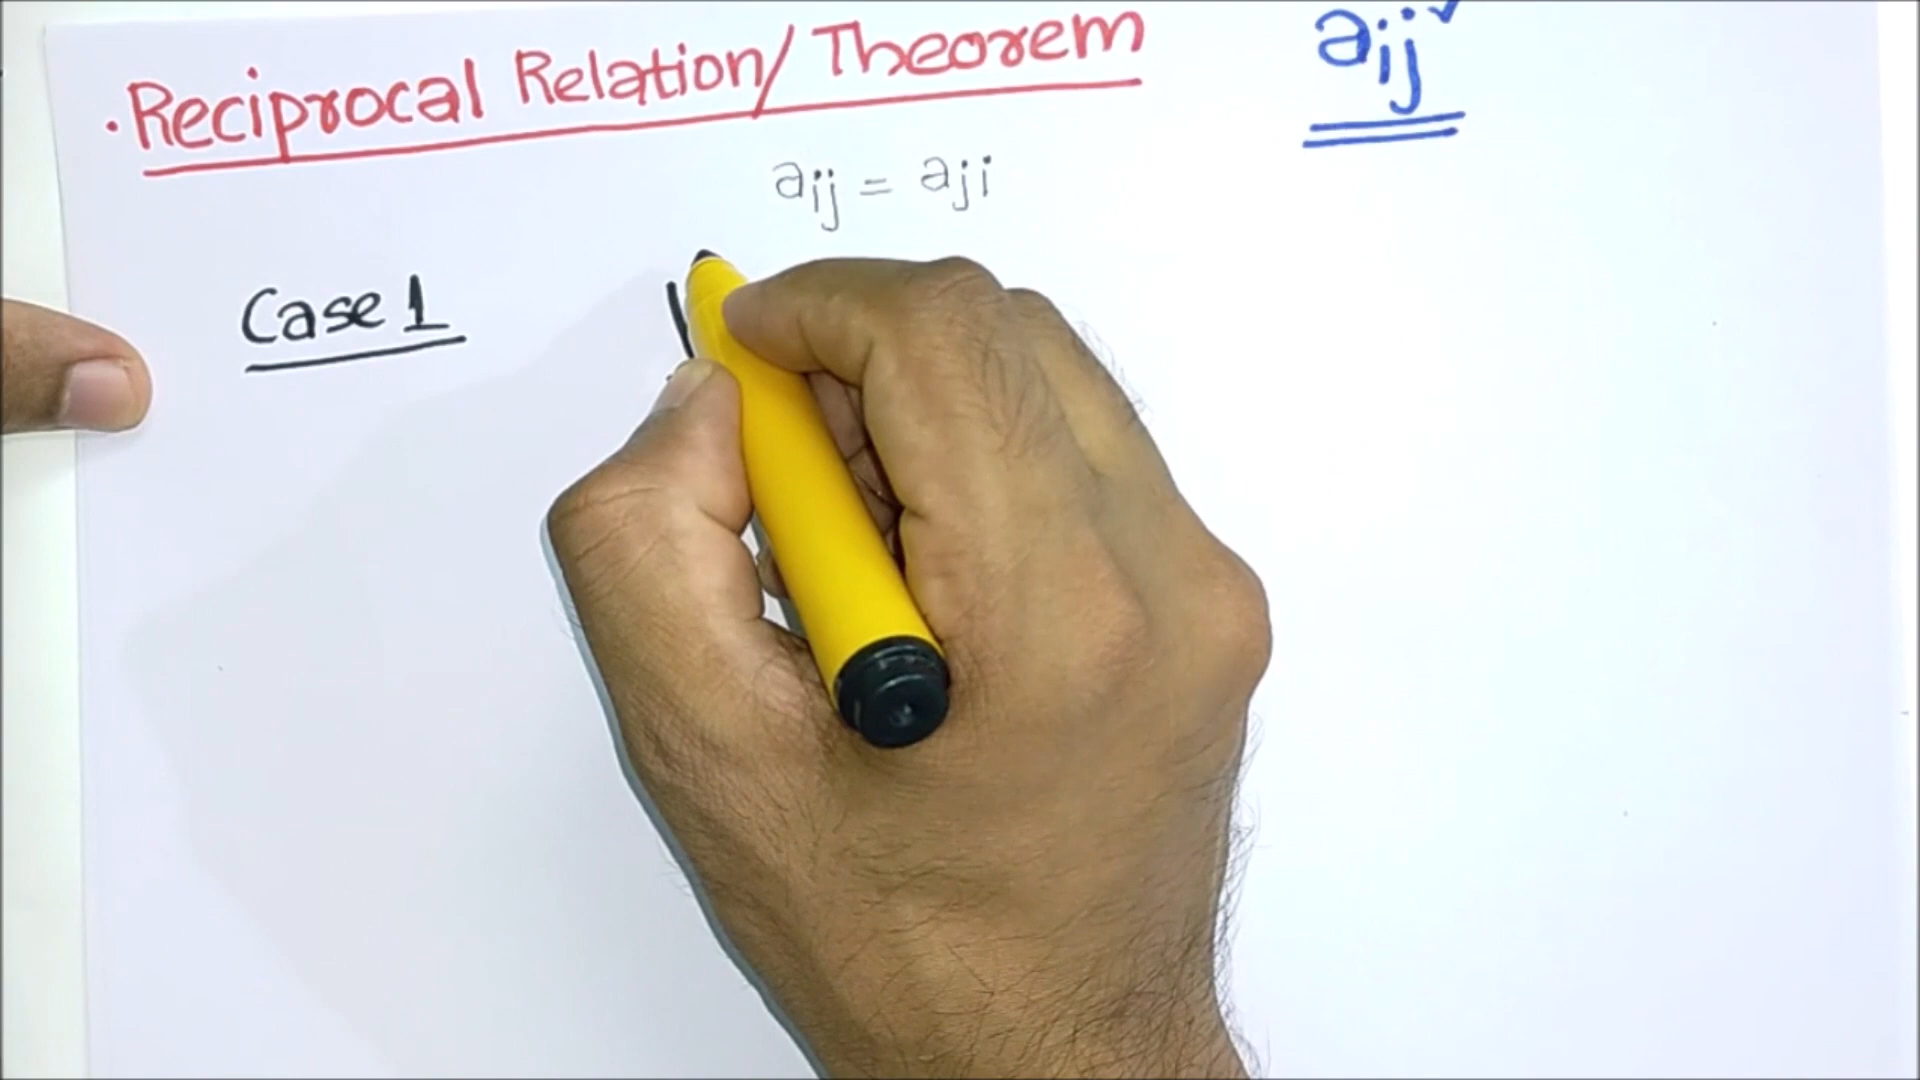 · Reciprocal Relation/Theorem
aij
aij = aji
Case 1